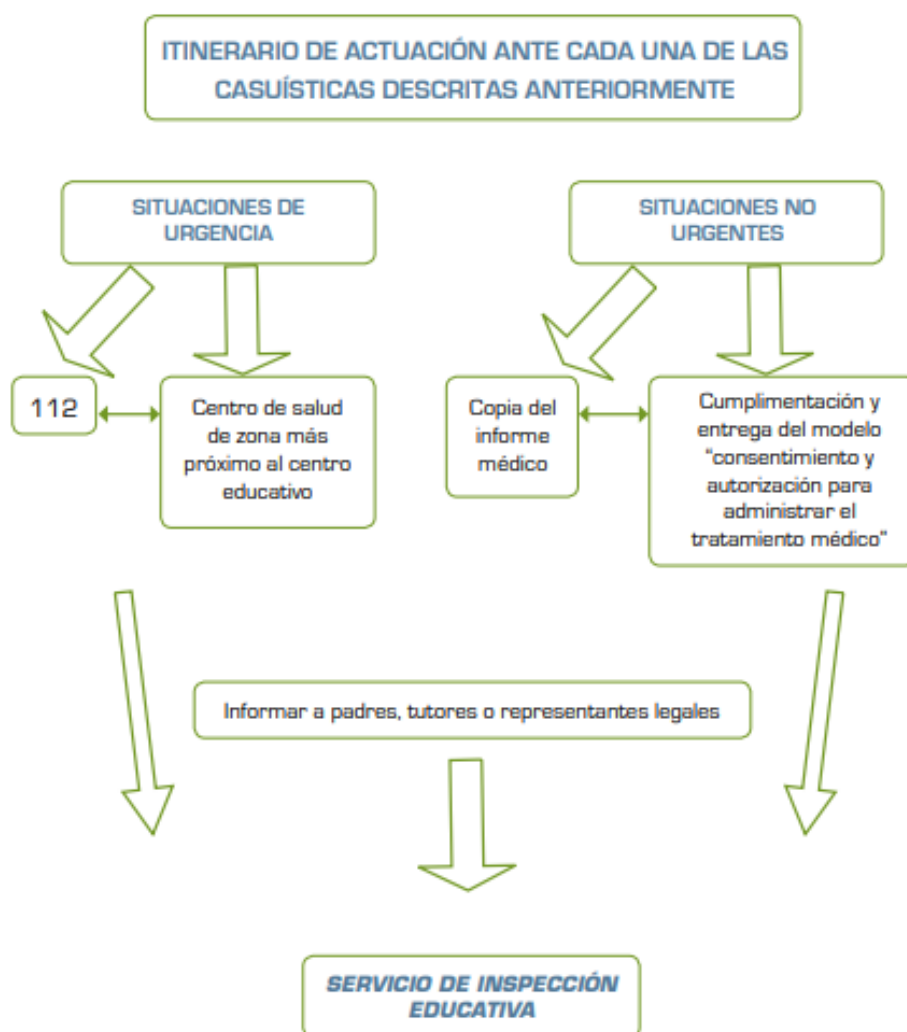 ITINERARIO DE ACTUACIÓN ANTE CADA UNA DE LAS
CASUÍSTICAS DESCRITAS ANTERIORMENTE
SITUACIONES DE
URGENCIA
SITUACIONES NO
URGENTES
112
Centro de salud
de zona más
próximo al centro
educativo
Copia del
informe
médico
Cumplimentación y
entrega del modelo
“consentimiento y
autorización para
administrar el
tratamiento médico”
Informar a padres, tutores o representantes legales
SERVICIO DE INSPECCIÓN
EDUCATIVA